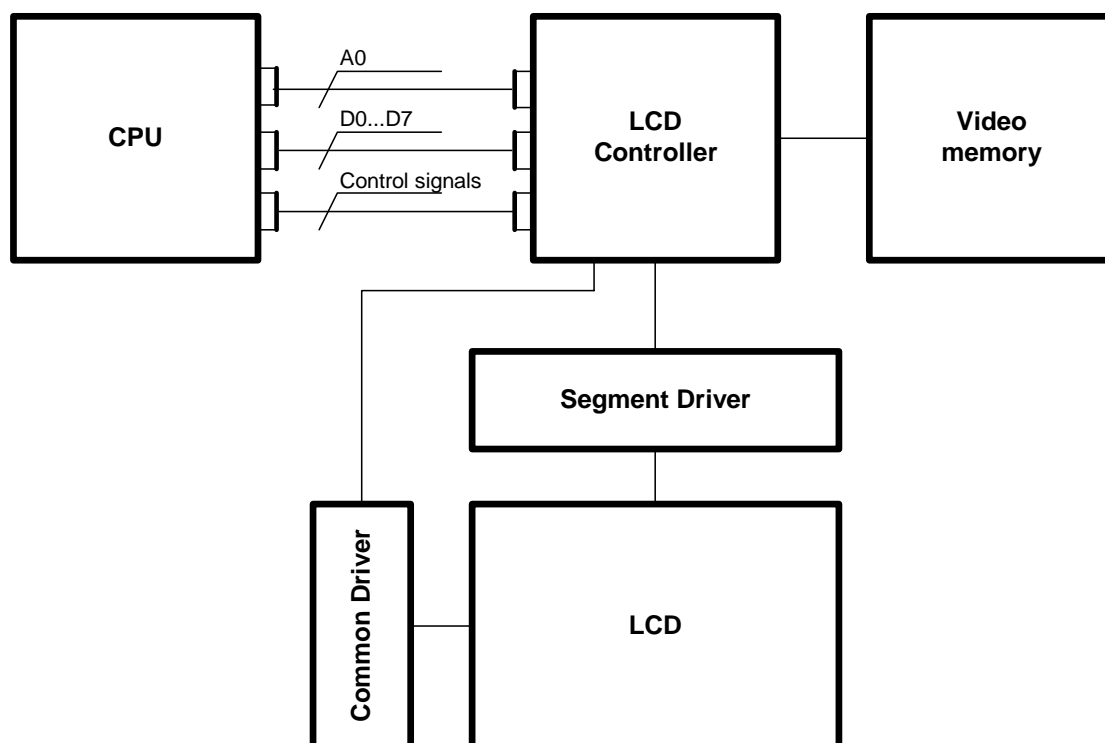 A0
CPU
D0...D7
Control signals
LCD
Controller
Video
memory
Segment Driver
Common Driver
LCD